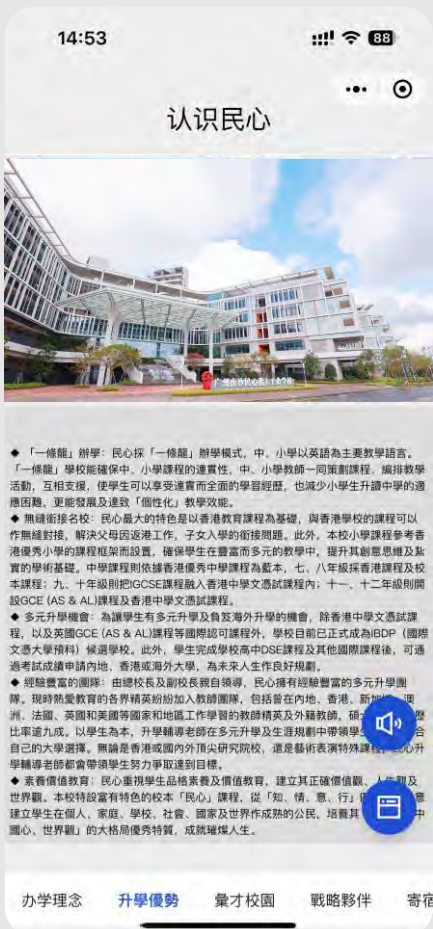 14:53
88
认识民心
广州南沙民心港人子弟学校
◆ 「一條龍」辦學：民心採「一條龍」辦學模式，中、小學以英語為主要教學語言。
「一條龍」學校能確保中、小學課程的連貫性，中、小學教師一同策劃課程，編排教學
活動，互相支援，使學生可以享受連貫而全面的學習經歷，也減少小學生升讀中學的適
應困難，更能發展及達致「個性化」教學效能。
◆ 無縫銜接名校：民心最大的特色是以香港教育課程為基礎，與香港學校的課程可以
作無縫對接，解決父母因返港工作，子女入學的銜接問題。此外，本校小學課程參考香
港優秀小學的課程框架而設置，確保學生在豐富而多元的教學中，提升其創意思維及紮
實的學術基礎。中學課程則依據香港優秀中學課程為藍本，七、八年級採香港課程及校
本課程；九、十年級則把IGCSE課程融入香港中學文憑試課程內；十一、十二年級則開
設GCE (AS & AL)課程及香港中學文憑試課程。
◆ 多元升學機會：為讓學生有多元升學及負笈海外升學的機會，除香港中學文憑試課
程，以及英國GCE (AS & AL)課程等國際認可課程外，學校目前已正式成為IBDP（國際
文憑大學預科）候選學校。此外，學生完成學校高中DSE課程及其他國際課程後，可通
過考試成績申請內地、香港或海外大學，為未來人生作良好規劃。
◆ 經驗豐富的團隊：由總校長及副校長親自領導，民心擁有經驗豐富的多元升學團
隊。現時熱愛教育的各界精英紛紛加入教師團隊，包括曾在內地、香港、新加坡、澳
洲、法國、英國和美國等國家和地區工作學習的教師精英及外籍教師，碩
比率逾九成。以學生為本，升學輔導老師在多元升學及生涯規劃中帶領學生
自己的大學選擇。無論是香港或國內外頂尖研究院校，還是藝術表演特殊課程，民心升
學輔導老師都會帶領學生努力爭取達到目標。
◆ 素養價值教育：民心重視學生品格素養及價值教育，建立其正確價值觀、人生觀及
世界觀。本校特設富有特色的校本「民心」課程，從「知、情、意、行」
建立學生在個人、家庭、學校、社會、國家及世界作成熟的公民，培養其
國心、世界觀」的大格局優秀特質，成就璀燦人生。
办学理念 升學優勢 彙才校園 戰略夥伴 寄宿